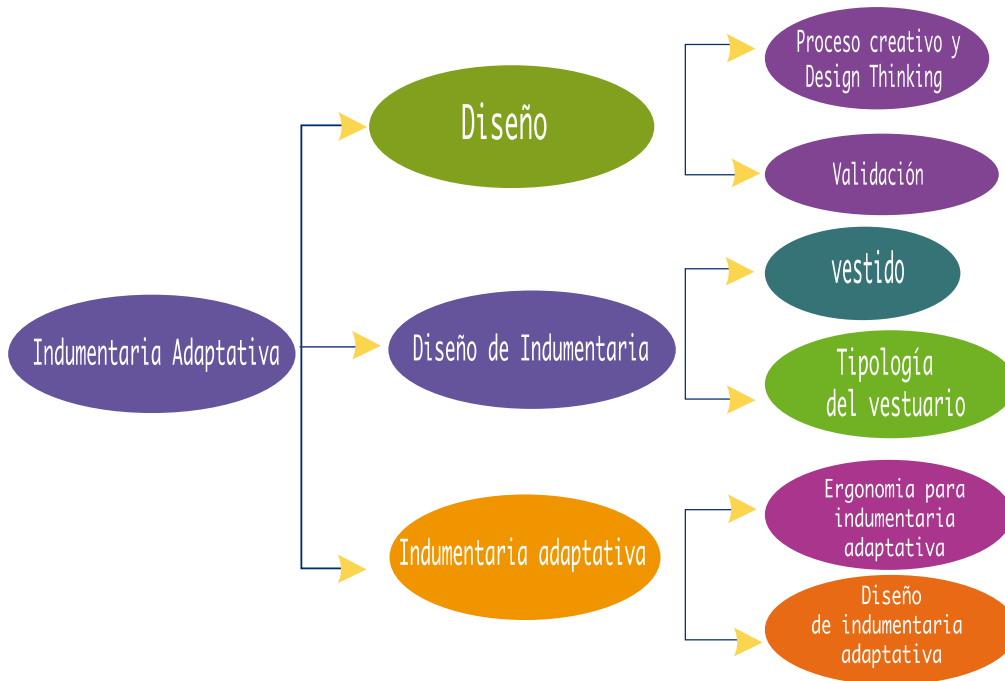 Indumentaria Adaptativa
Diseño
Proceso creativo y
Design Thinking
Validación
Diseño de Indumentaria
vestido
Tipología
del vestuario
Indumentaria adaptativa
Ergonomia para
indumentaria
adaptativa
Diseño
de indumentaria
adaptativa